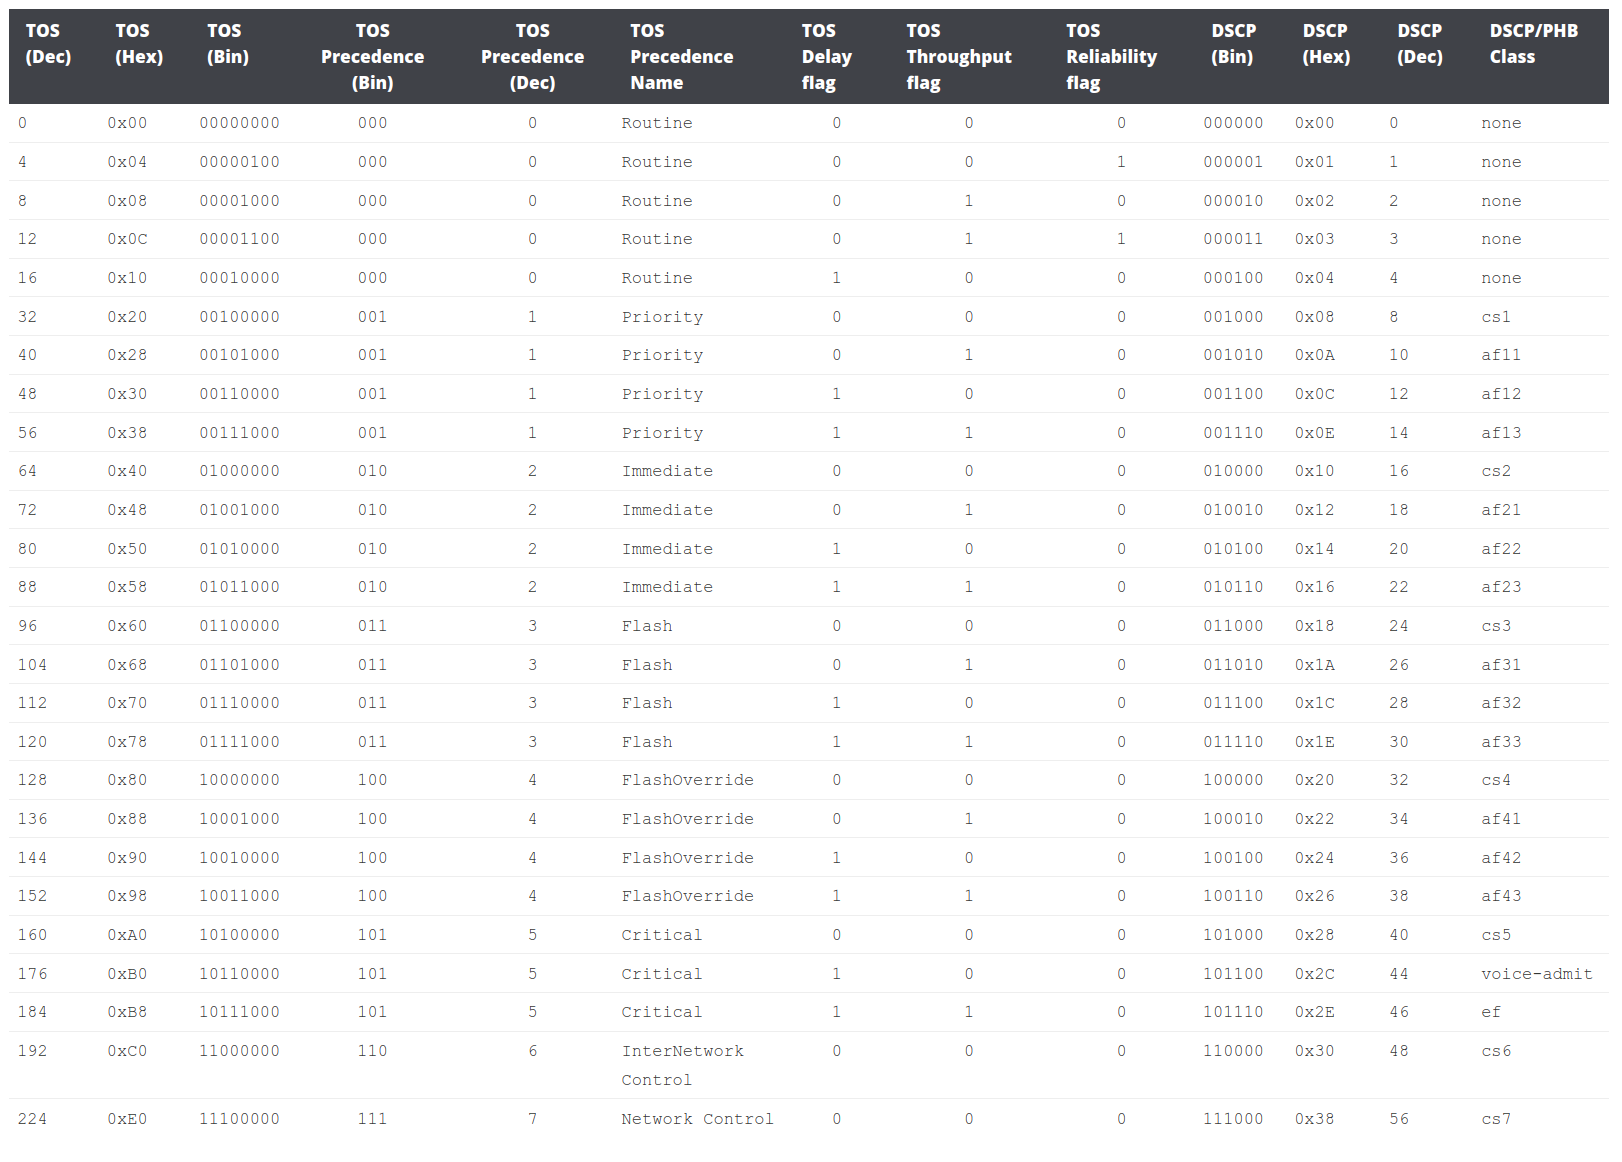 TOS (Dec) TOS (Hex) TOS (Bin) TOS Precedence (Bin) TOS Precedence (Dec) TOS Precedence Name TOS Delay flag TOS Throughput flag TOS Reliability flag DSCP (Bin) DSCP (Hex) DSCP (Dec) DSCP/PHB Class
0 0x00 00000000 000 0 Routine 0 0 0 000000 0x00 0 none
4 0x04 00000100 000 0 Routine 0 0 1 000001 0x01 1 none
8 0x08 00001000 000 0 Routine 0 1 0 000010 0x02 2 none
12 0x0C 00001100 000 0 Routine 0 1 1 000011 0x03 3 none
16 0x10 00010000 000 0 Routine 1 0 0 000100 0x04 4 none
32 0x20 00100000 001 1 Priority 0 0 0 001000 0x08 8 cs1
40 0x28 00101000 001 1 Priority 0 1 0 001010 0x0A 10 af11
48 0x30 00110000 001 1 Priority 1 0 0 001100 0x0C 12 af12
56 0x38 00111000 001 1 Priority 1 1 0 001110 0x0E 14 af13
64 0x40 01000000 010 2 Immediate 0 0 0 010000 0x10 16 cs2
72 0x48 01001000 010 2 Immediate 0 1 0 010010 0x12 18 af21
80 0x50 01010000 010 2 Immediate 1 0 0 010100 0x14 20 af22
88 0x58 01011000 010 2 Immediate 1 1 0 010110 0x16 22 af23
96 0x60 01100000 011 3 Flash 0 0 0 011000 0x18 24 cs3
104 0x68 01101000 011 3 Flash 0 1 0 011010 0x1A 26 af31
112 0x70 01110000 011 3 Flash 1 0 0 011100 0x1C 28 af32
120 0x78 01111000 011 3 Flash 1 1 0 011110 0x1E 30 af33
128 0x80 10000000 100 4 FlashOverride 0 0 0 100000 0x20 32 cs4
136 0x88 10001000 100 4 FlashOverride 0 1 0 100010 0x22 34 af41
144 0x90 10010000 100 4 FlashOverride 1 0 0 100100 0x24 36 af42
152 0x98 10011000 100 4 FlashOverride 1 1 0 100110 0x26 38 af43
160 0xA0 10100000 101 5 Critical 0 0 0 101000 0x28 40 cs5
176 0xB0 10110000 101 5 Critical 1 0 0 101100 0x2C 44 voice-admit
184 0xB8 10111000 101 5 Critical 1 1 0 101110 0x2E 46 ef
192 0xC0 11000000 110 6 InterNetwork Control 0 0 0 110000 0x30 48 cs6
224 0xE0 11100000 111 7 Network Control 0 0 0 111000 0x38 56 cs7